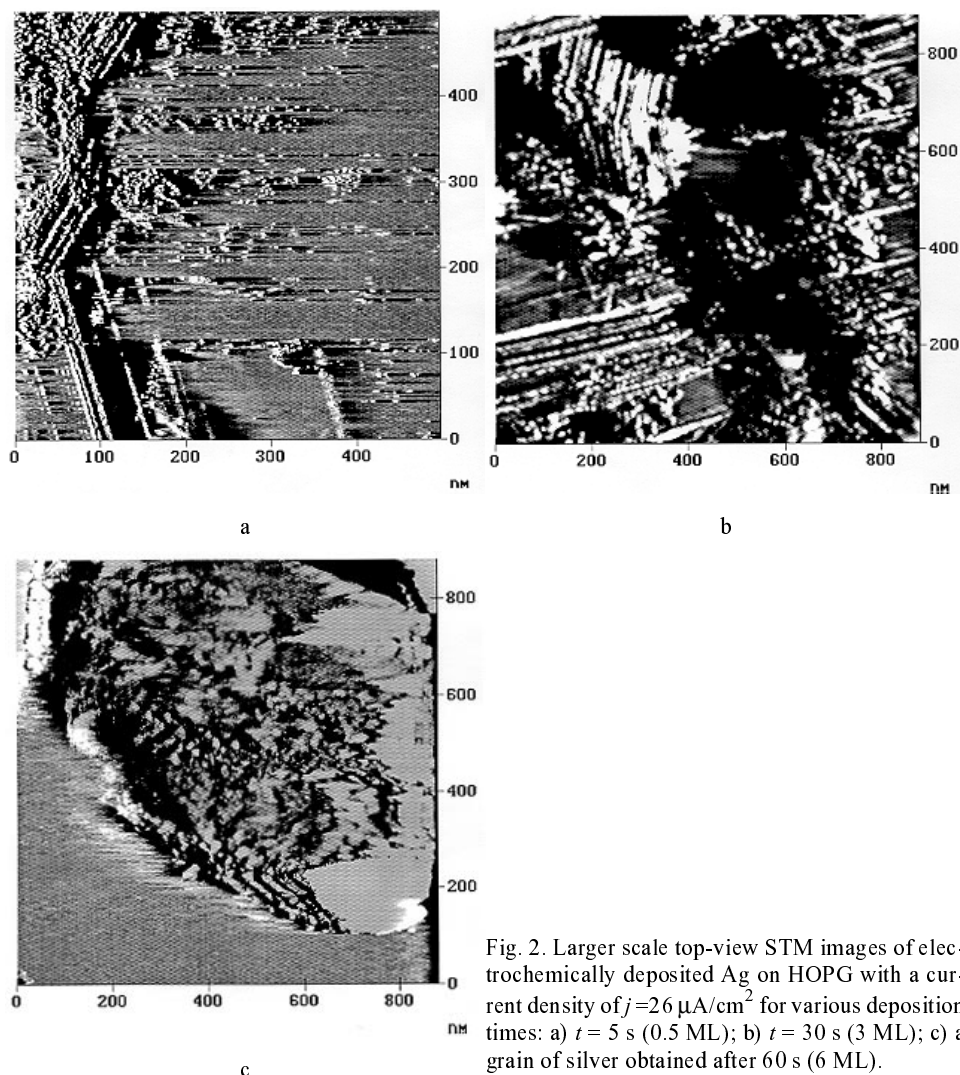 400
300
200
100
0
0 100 200 300 400
nm
a
800
600
400
200
0
0 200 400 600 800
nm
b
800
600
400
200
0
0 200 400 600 800
nm
c
Fig. 2. Larger scale top-view STM images of elec-
trochemically deposited Ag on HOPG with a cur-
rent density of j =26 μA/cm² for various deposition
times: a) t = 5 s (0.5 ML); b) t = 30 s (3 ML); c) a
grain of silver obtained after 60 s (6 ML).